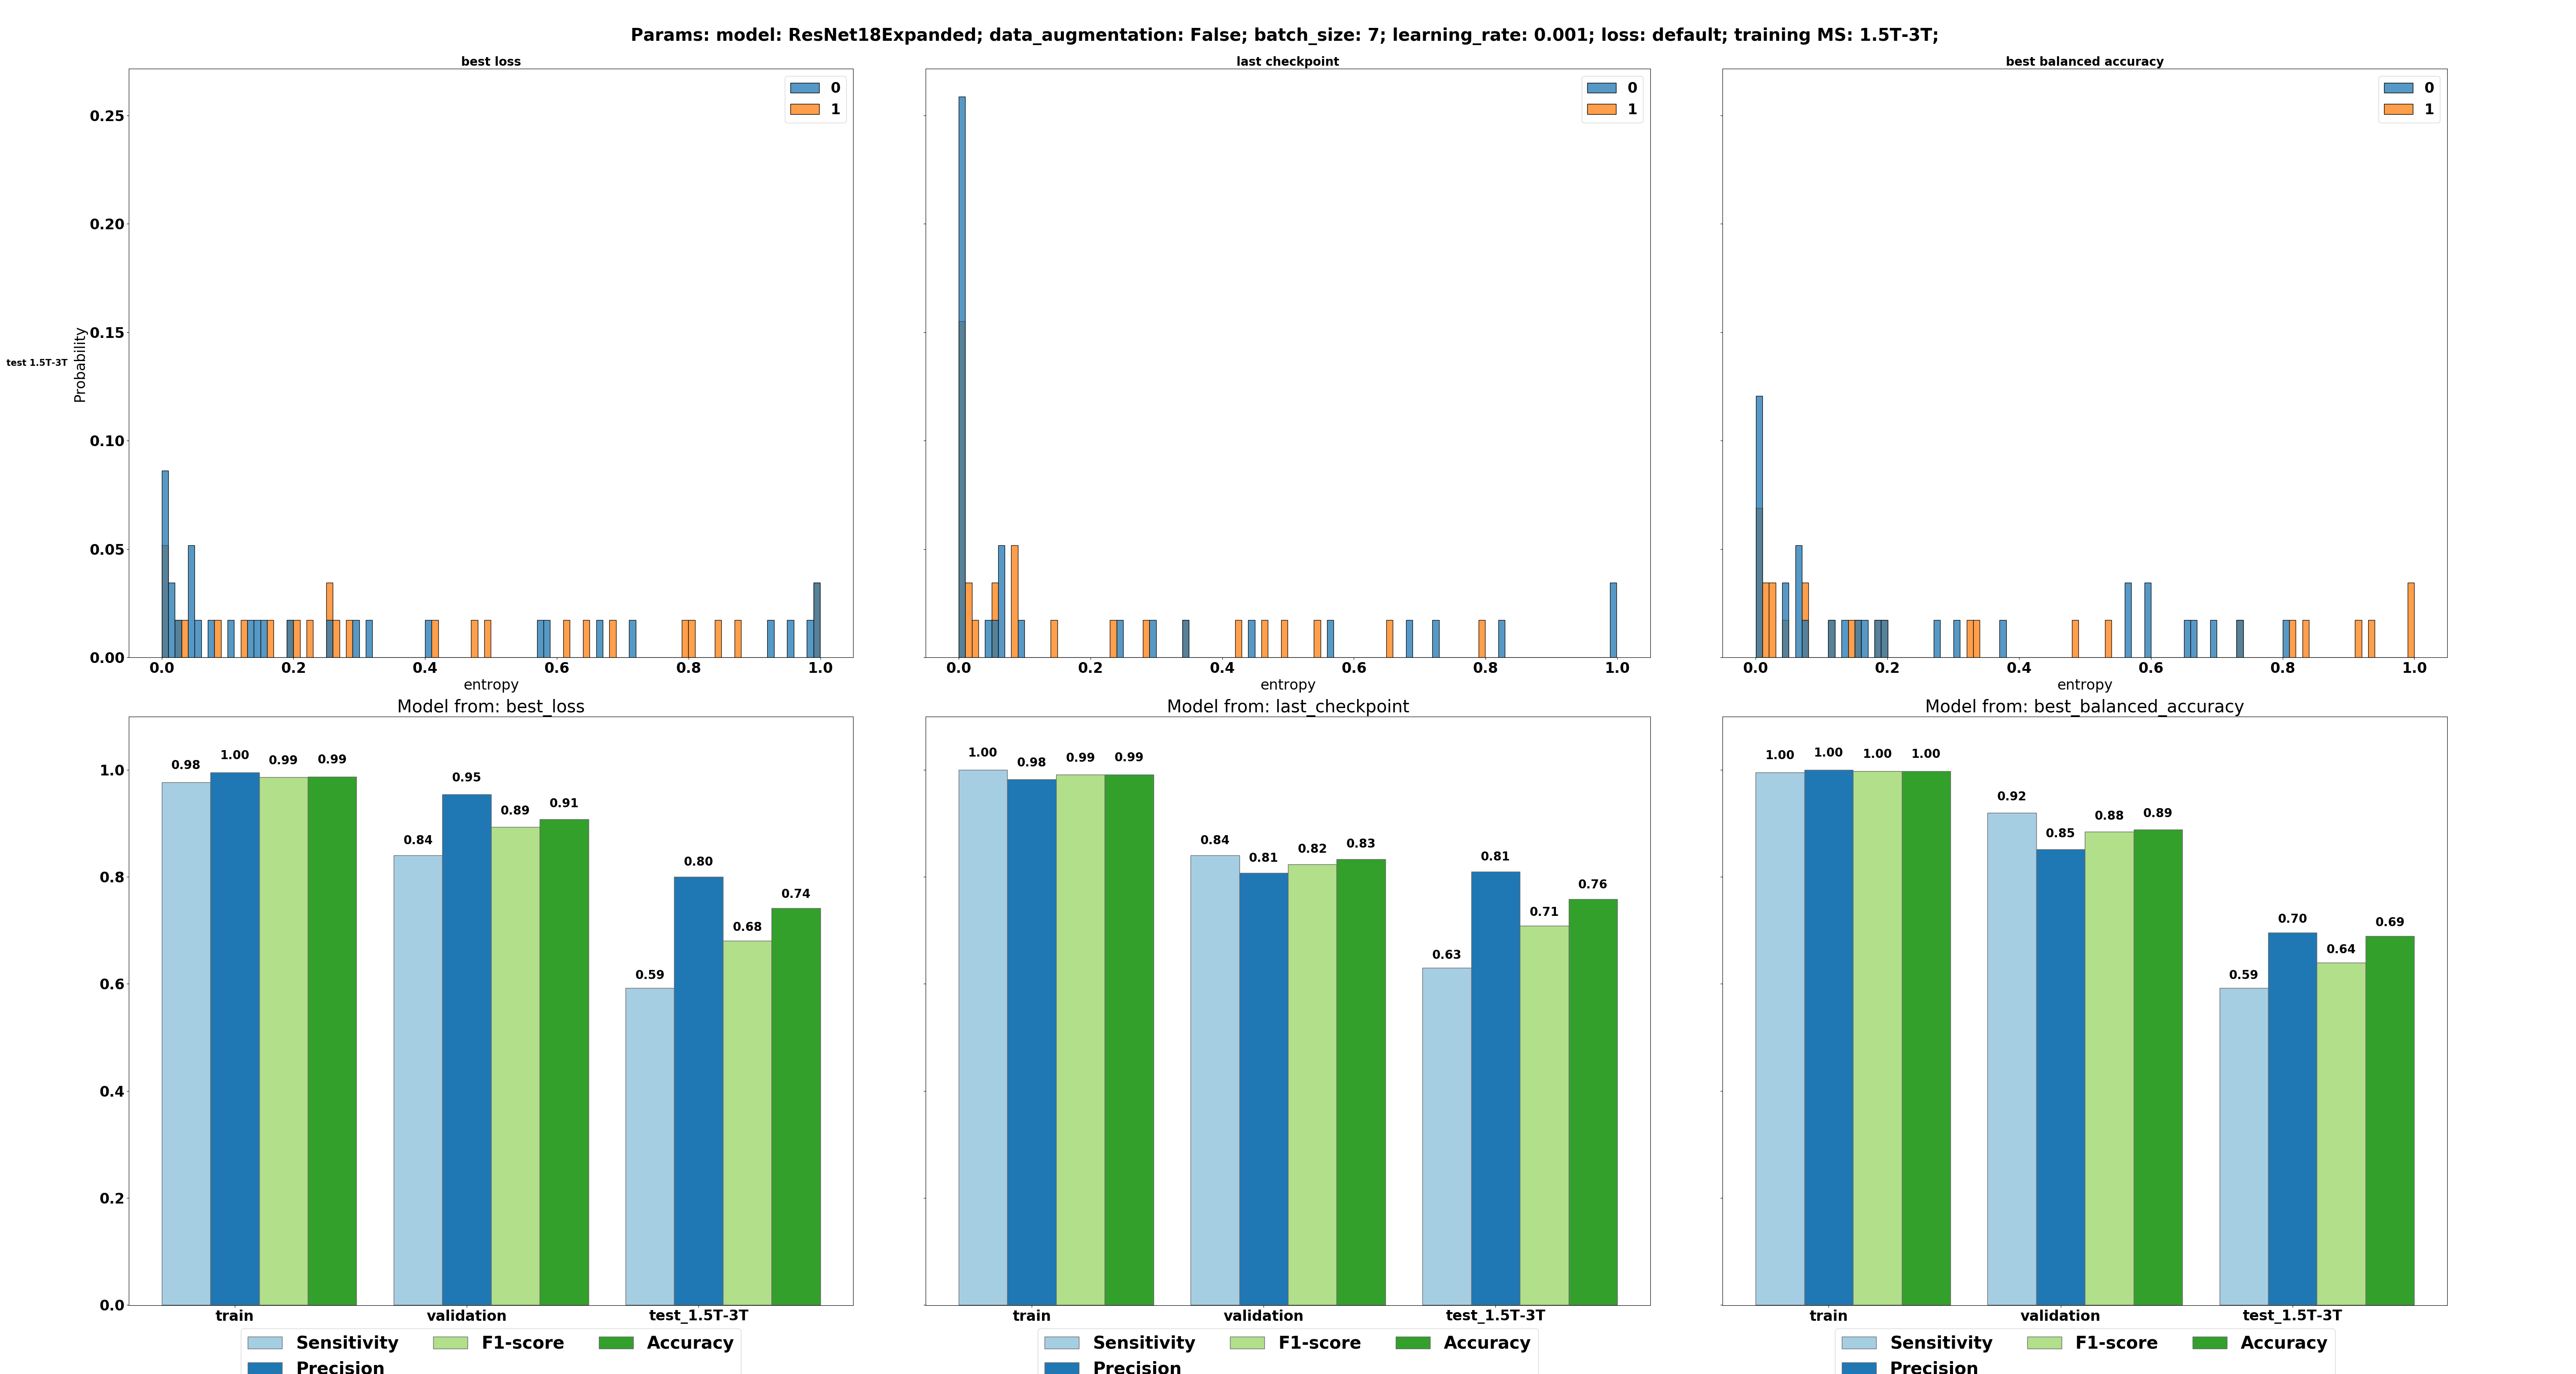 Params: model: ResNet18Expanded; data_augmentation: False; batch_size: 7; learning_rate: 0.001; loss: default; training MS: 1.5T-3T;
best loss
last checkpoint
best balanced accuracy
0
1
0
1
0
1
0.25
0.20
0.15
0.10
0.05
0.00
Probability
test 1.5T-3T
0.0 0.2 0.4 0.6 0.8 1.0
0.0 0.2 0.4 0.6 0.8 1.0
0.0 0.2 0.4 0.6 0.8 1.0
entropy
entropy
entropy
Model from: best_loss
Model from: last_checkpoint
Model from: best_balanced_accuracy
1.0
0.8
0.6
0.4
0.2
0.0
0.98 1.00 0.99 0.99
0.84 0.95 0.89 0.91
0.59 0.80 0.68 0.74
1.00 0.98 0.99 0.99
0.84 0.81 0.82 0.83
0.63 0.81 0.71 0.76
1.00 1.00 1.00 1.00
0.92 0.85 0.88 0.89
0.59 0.70 0.64 0.69
train validation test_1.5T-3T
train validation test_1.5T-3T
train validation test_1.5T-3T
Sensitivity F1-score Accuracy
Precision
Sensitivity F1-score Accuracy
Precision
Sensitivity F1-score Accuracy
Precision